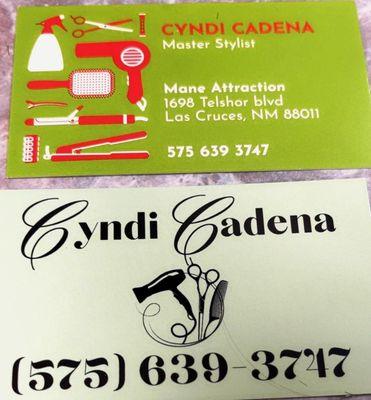 CYNDI CADENA
Master Stylist
Mane Attraction
1698 Telshor blvd
Las Cruces, NM 88011
575 639 3747
Cyndi Cadena
(575) 639-3747